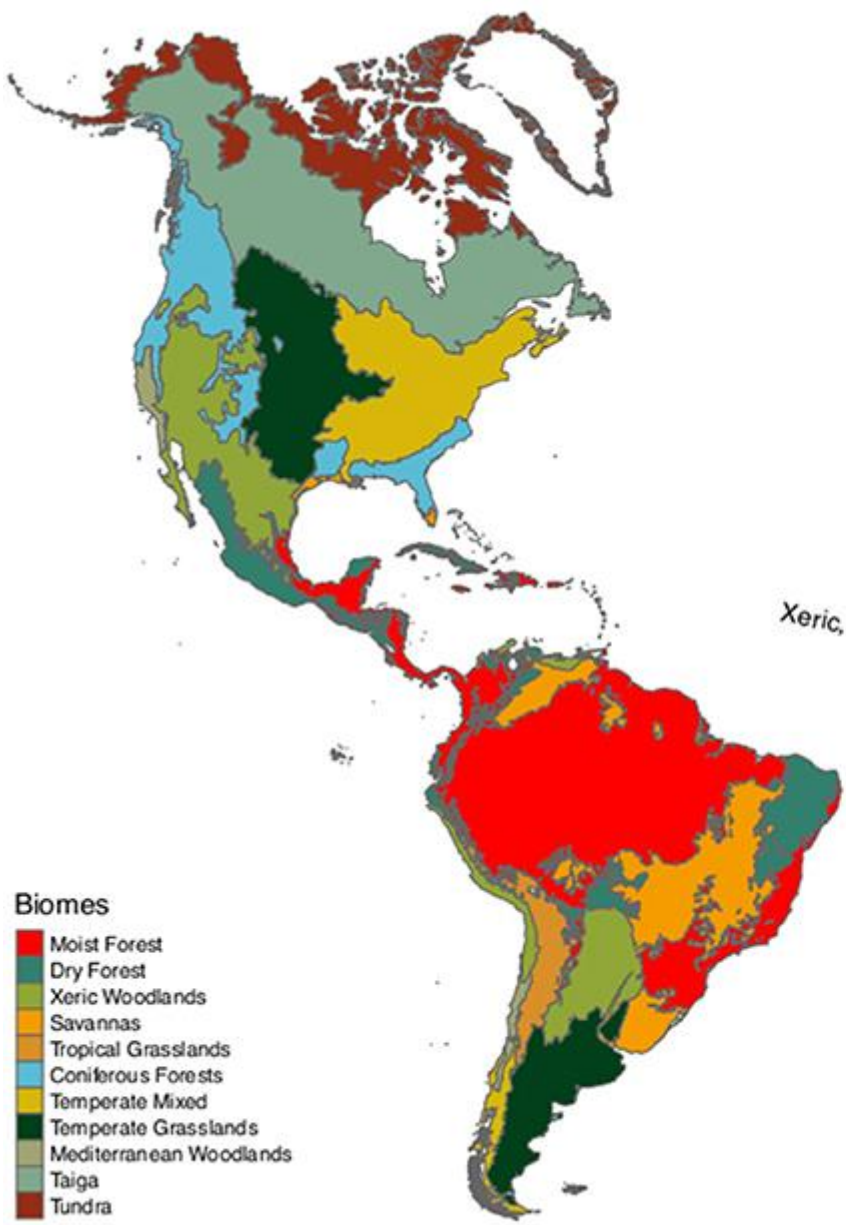 Xeric,
Biomes
Moist Forest
Dry Forest
Xeric Woodlands
Savannas
Tropical Grasslands
Coniferous Forests
Temperate Mixed
Temperate Grasslands
Mediterranean Woodlands
Taiga
Tundra